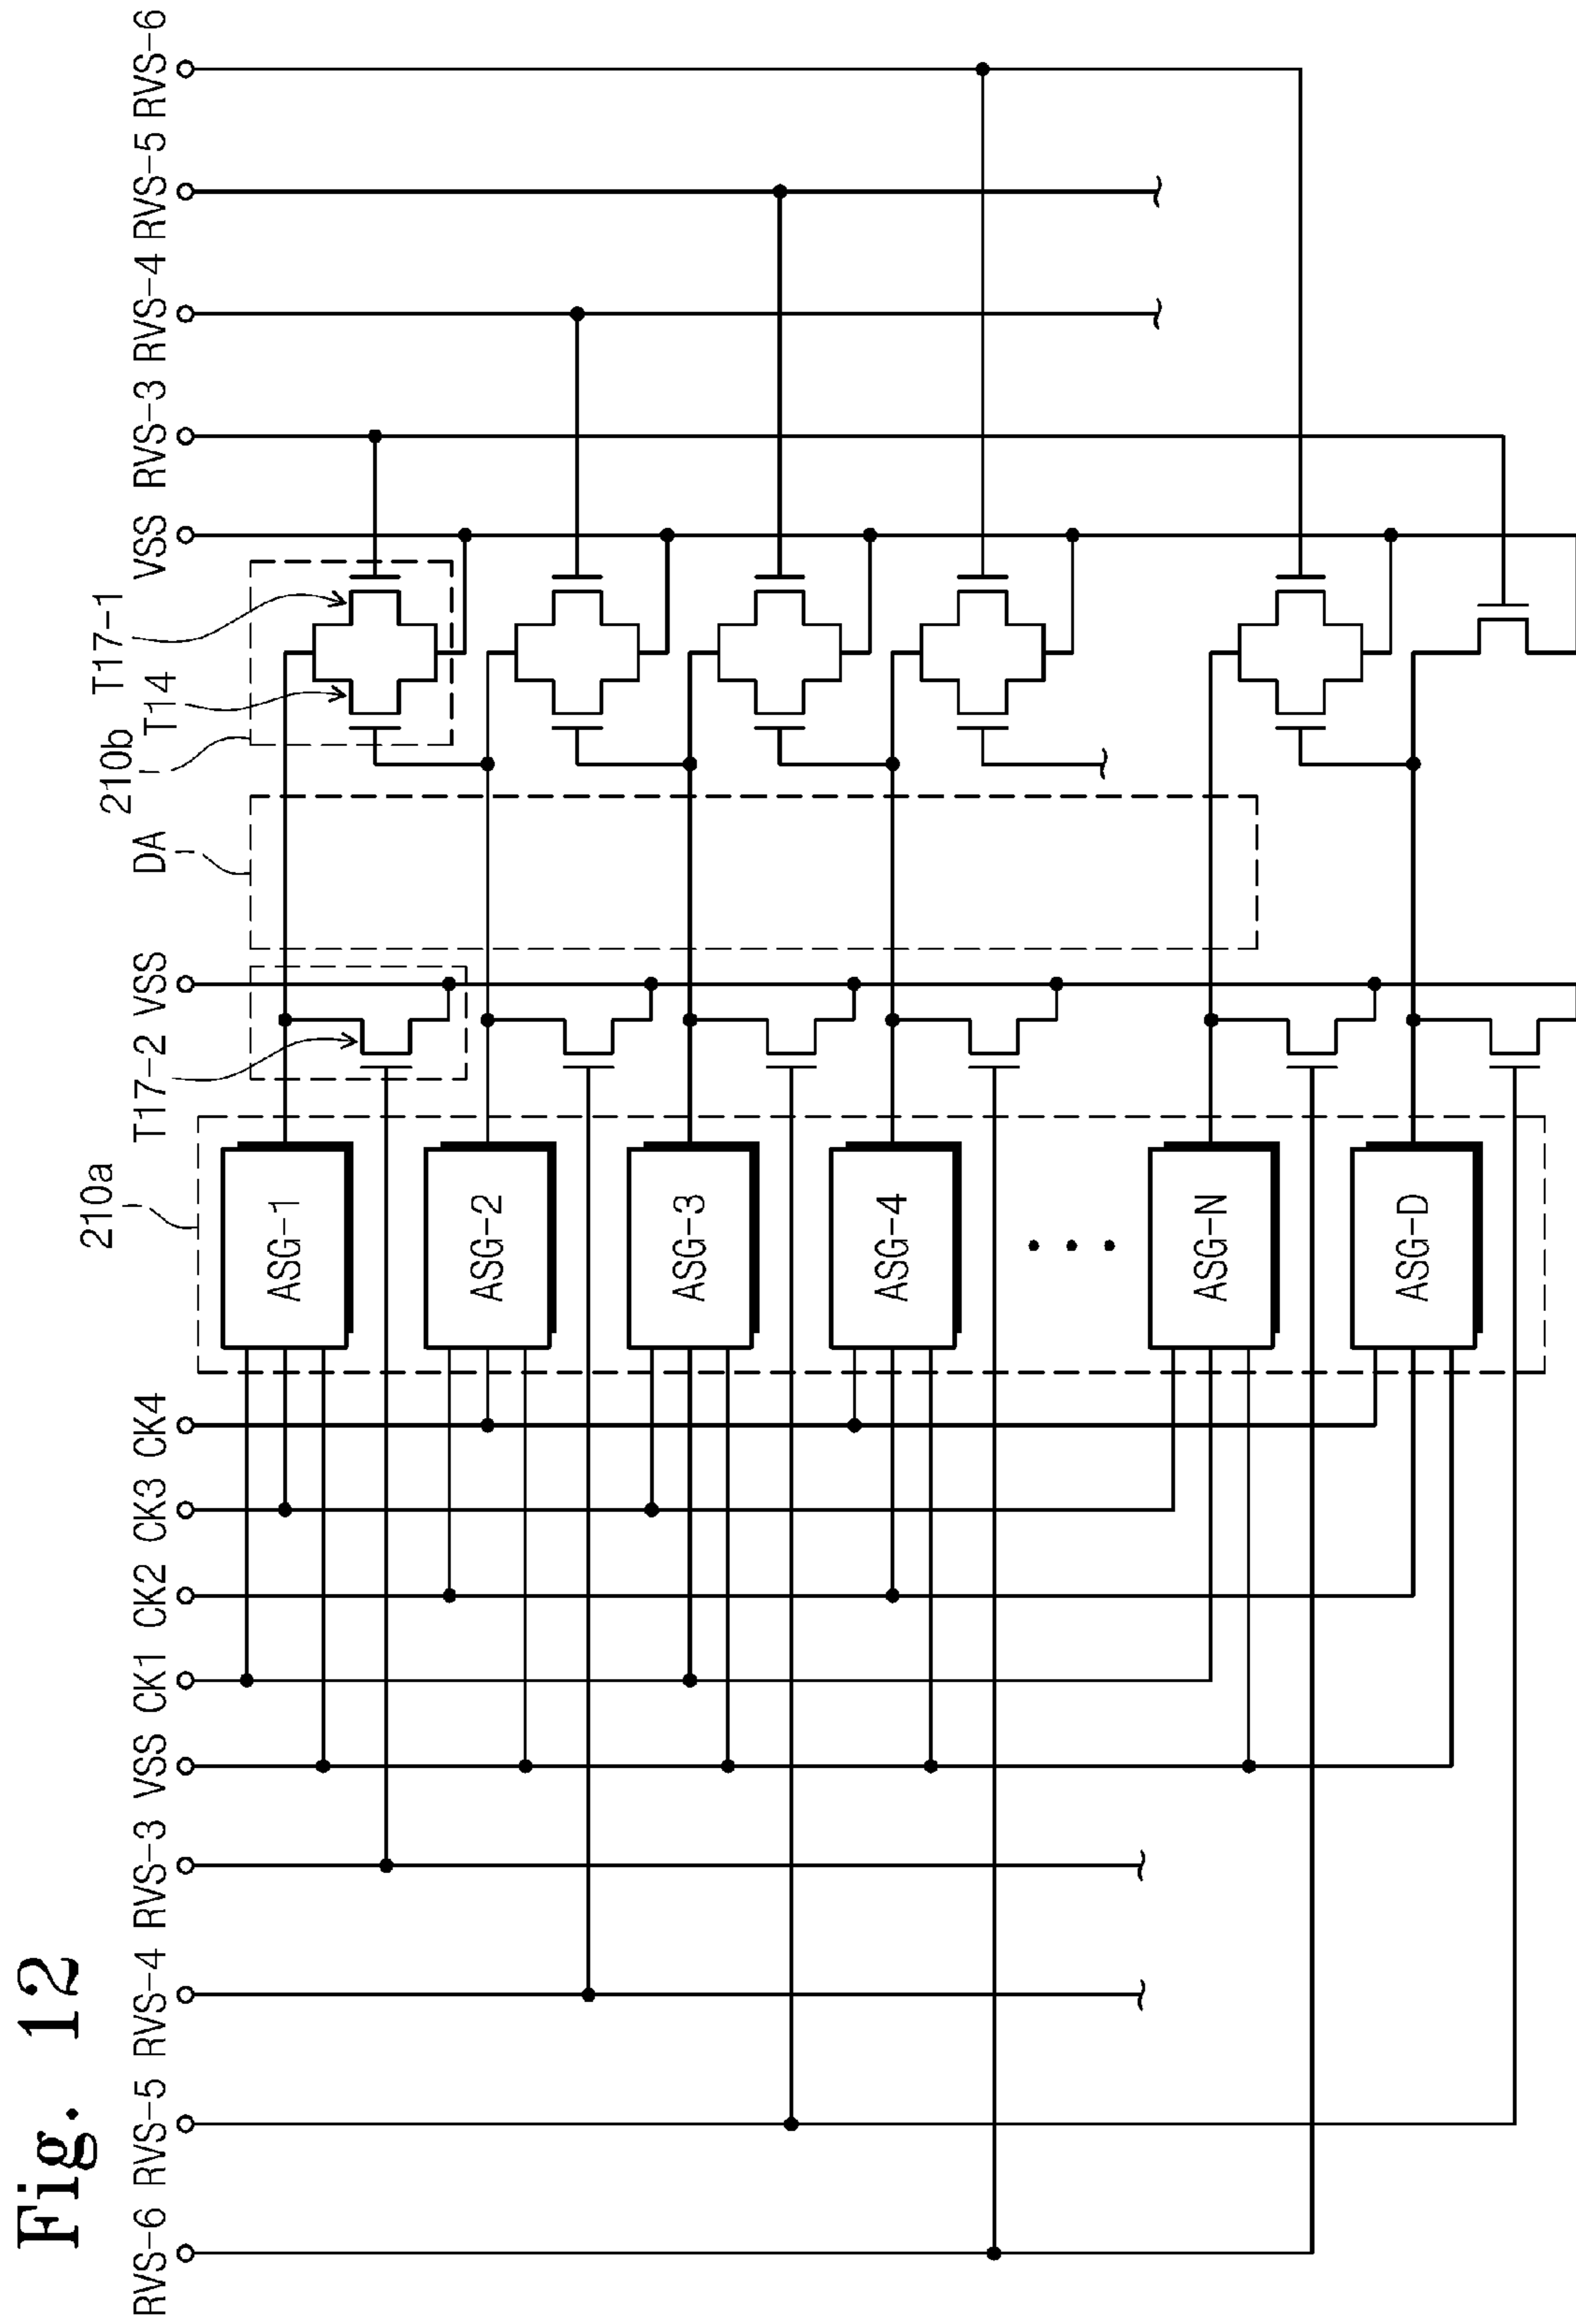 Fig. 12
RVS-6
RVS-5
RVS-4
RVS-3
VSS
CK1
CK2
CK3
CK4
210a
T17-2
VSS
DA
210b
T14
T17-1
VSS
RVS-3
RVS-4
RVS-5
RVS-6
ASG-1
ASG-2
ASG-3
ASG-4
ASG-N
ASG-D